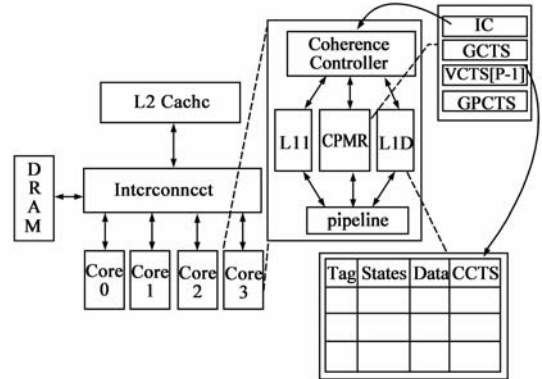 Coherence
Controller
L11
CPMR
L1D
pipeline
IC
GCTS
VCTS[P-1]
GPCTS
L2 Cachc
DRAM
Intcrconncct
Core
0
Core
1
Core
2
Core
3
Tag
States
Data
CCTS